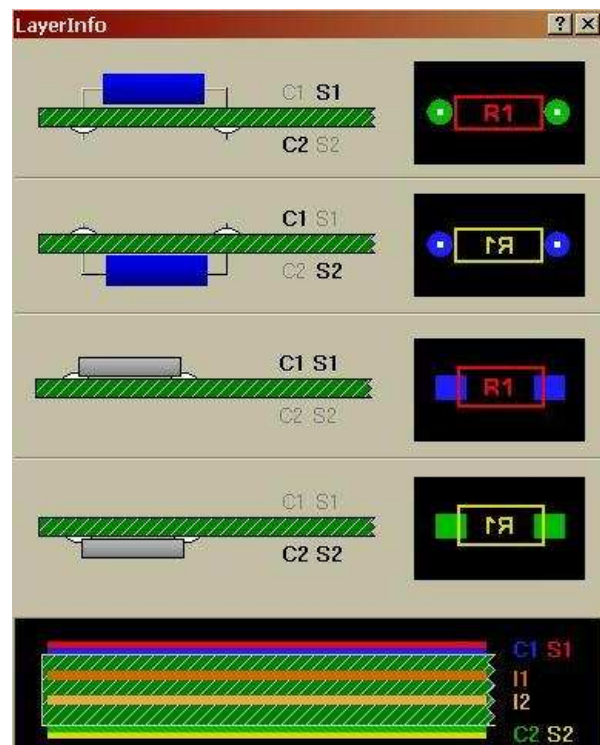 LayerInfo ? ×
C1 S1
R1
C2 S2
C1 S1
R1
C2 S2
C1 S1
R1
C2 S2
C1 S1
R1
C2 S2
C1 S1
I1
I2
C2 S2